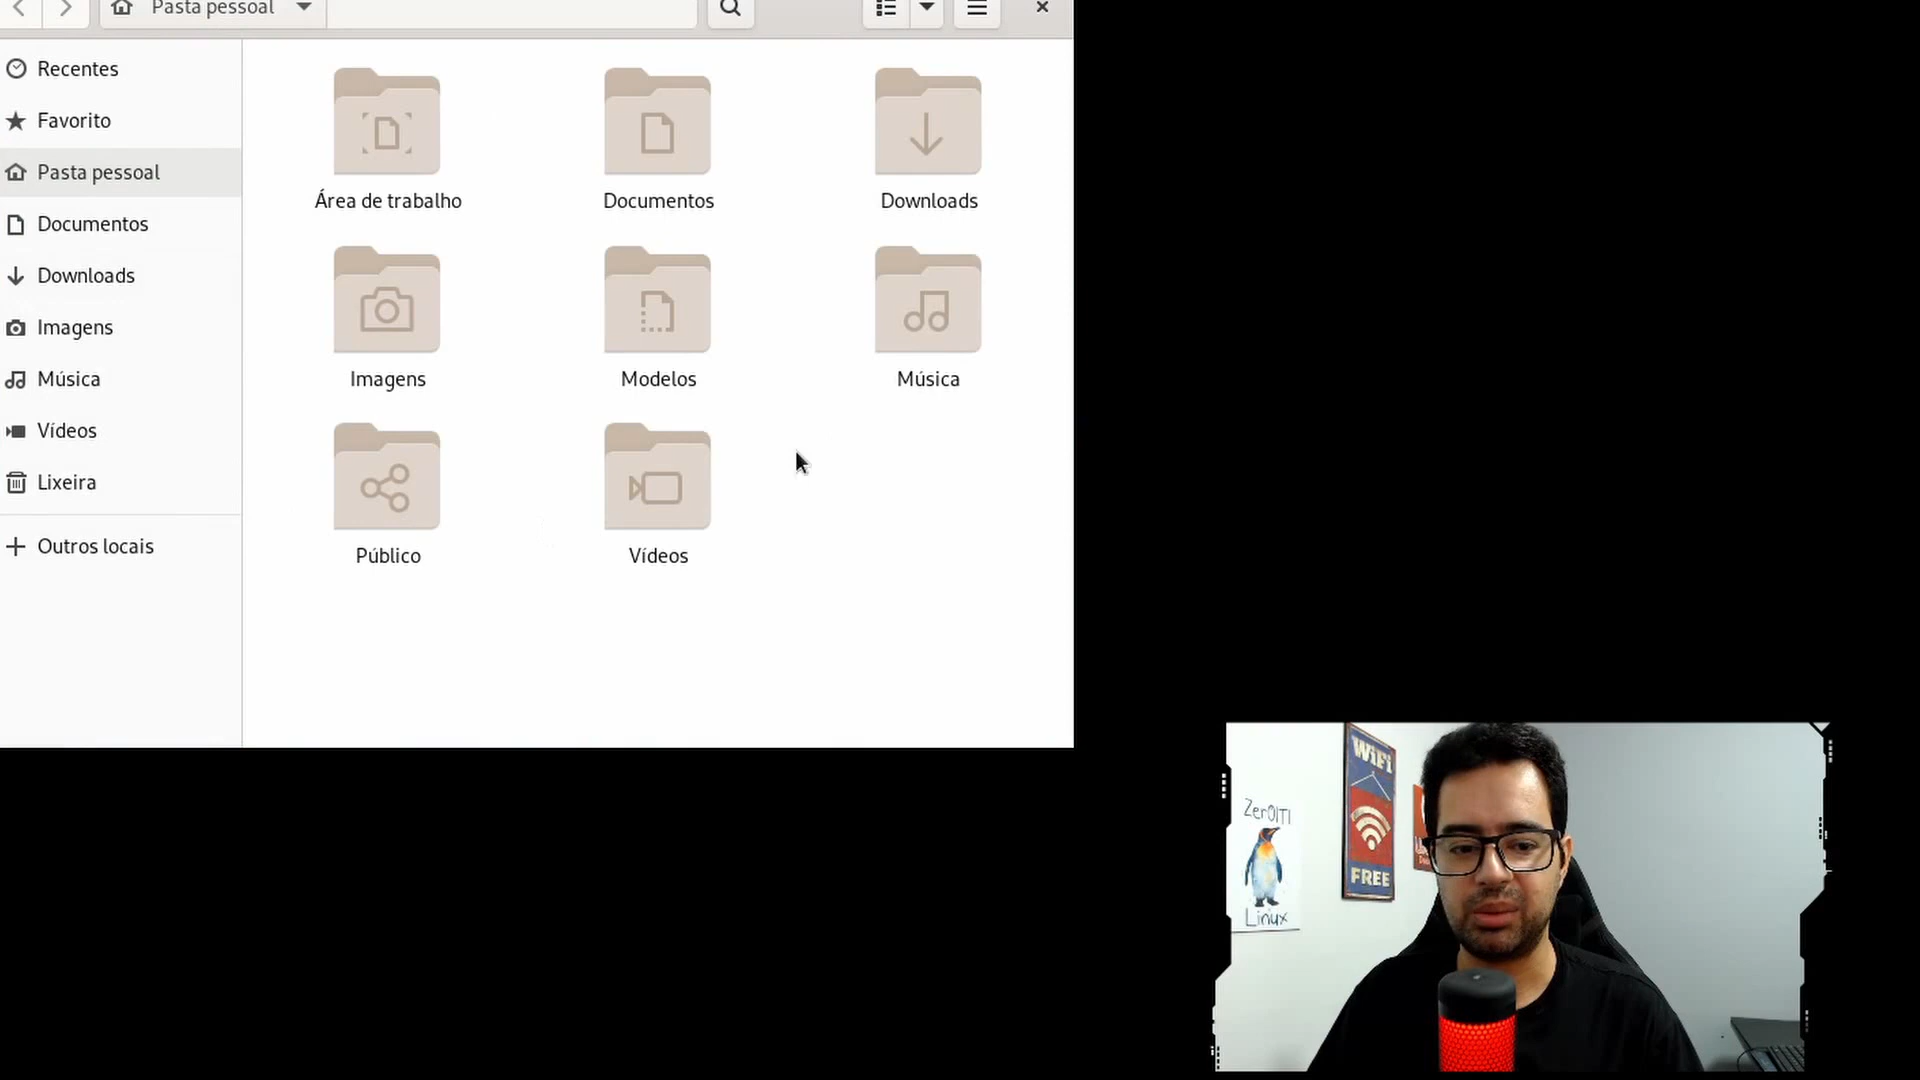 Pasta pessoal
Recentes
Favorito
Pasta pessoal
Documentos
Downloads
Imagens
Música
Vídeos
Lixeira
Outros locais
Área de trabalho
Documentos
Downloads
Imagens
Modelos
Música
Público
Vídeos
WiFi
FREE
Zer0ITI
Linux